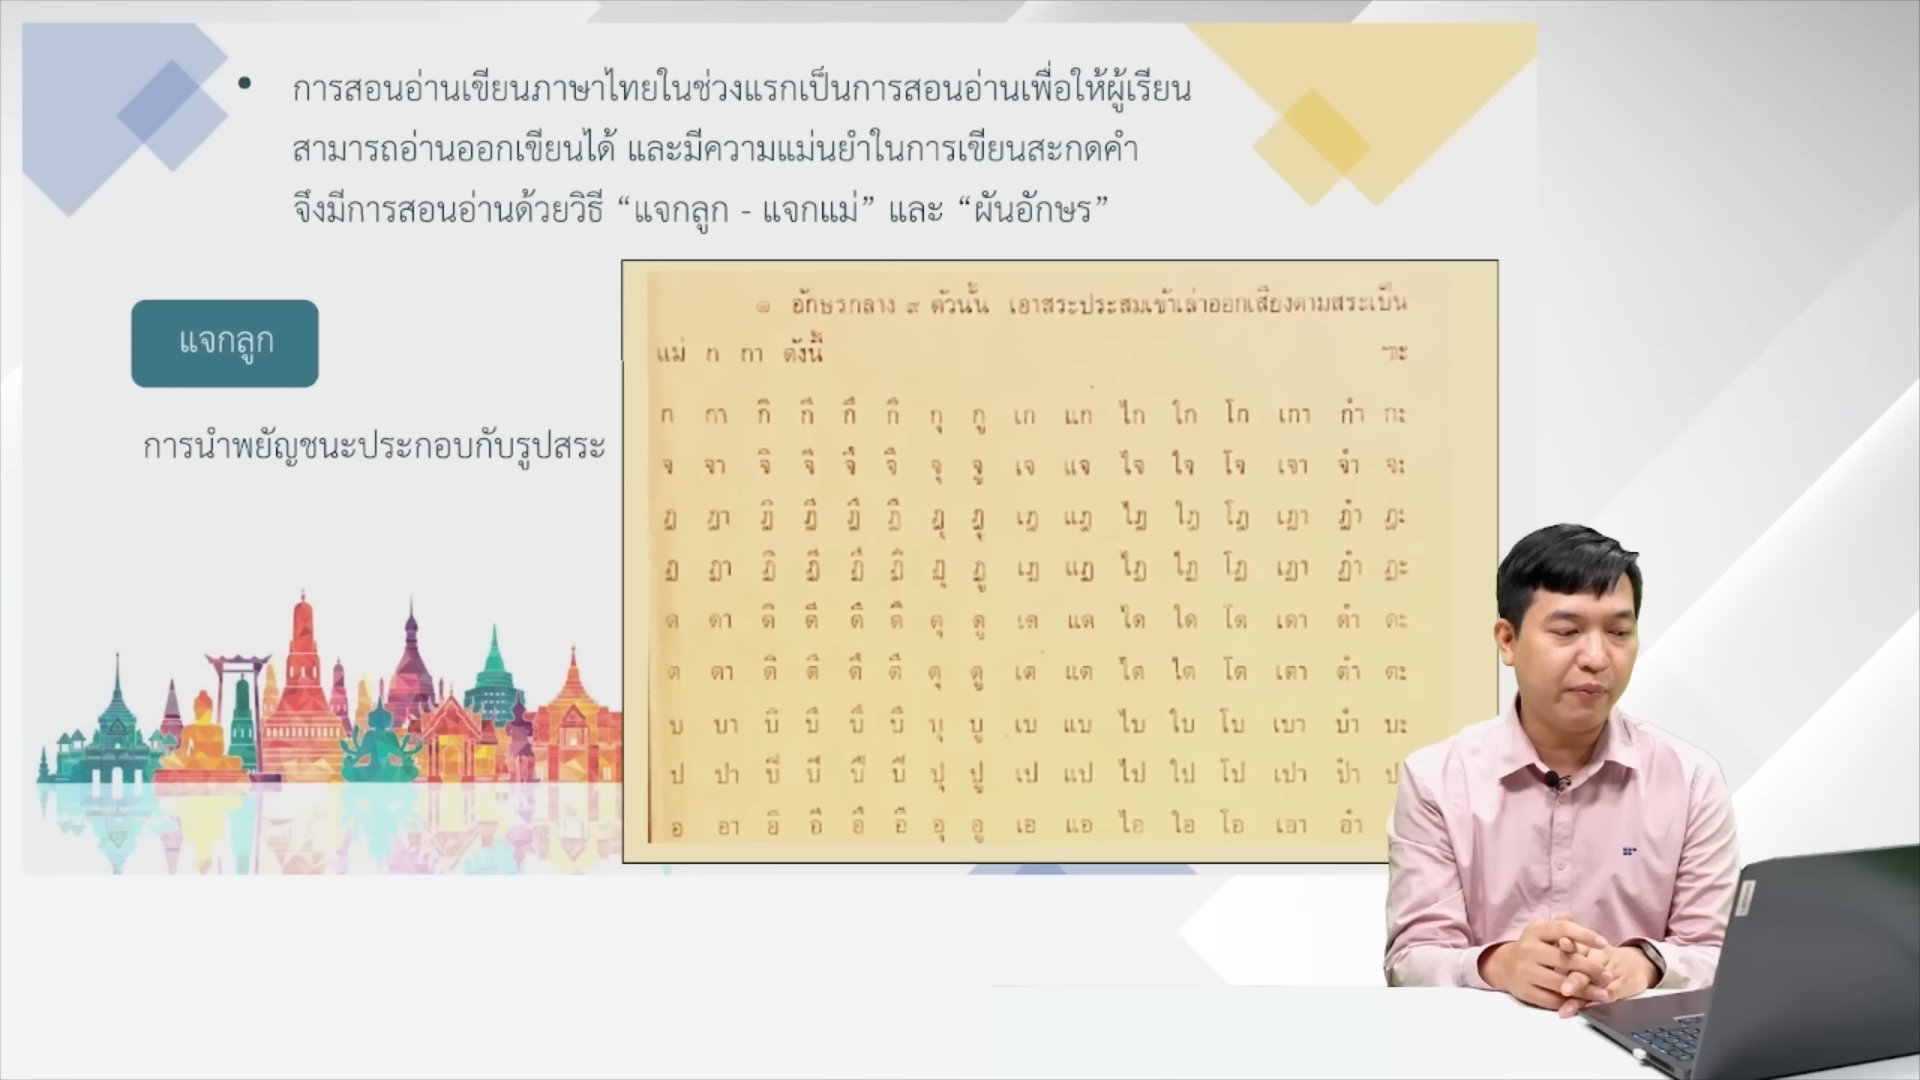 การสอนอ่านเขียนภาษาไทยในช่วงแรกเป็นการสอนอ่านเพื่อให้ผู้เรียน
สามารถอ่านออกเขียนได้ และมีความแม่นยำในการเขียนสะกดคำ
จึงมีการสอนอ่านด้วยวิธี “แจกลูก - แจกแม่” และ “ผันอักษร”
แจกลูก
การนำพยัญชนะประกอบกับรูปสระ
๏ อักษรกลาง ๙ ตัวนั้น เอาสระประสมเข้าเล่าออกเสียงตามสระเป็น
แม่ ก กา ดังนี้
ก กา กิ กี กึ กื กุ กู เก แก ไก ใก โก เกา กำ กะ
จ จา จิ จี จึ จื จุ จู เจ แจ ไจ ใจ โจ เจา จำ จะ
ฎ ฎา ฎิ ฎี ฎึ ฎื ฎุ ฎู เฎ แฎ ไฎ ใฎ โฎ เฎา ฎำ ฎะ
ฏ ฏา ฏิ ฏี ฏึ ฏื ฏุ ฏู เฏ แฏ ไฏ ใฏ โฏ เฏา ฏำ ฏะ
ด ดา ดิ ดี ดึ ดื ดุ ดู เด แด ได ใด โด เดา ดำ ดะ
ต ตา ติ ตี ตึ ตื ตุ ตู เต แต ไต ใต โต เตา ตำ ตะ
บ บา บิ บี บึ บื บุ บู เบ แบ ไบ ใบ โบ เบา บำ บะ
ป ปา ปิ ปี ปึ ปื ปุ ปู เป แป ไป ใป โป เปา ปำ
อ อา อิ อี อึ อื อุ อู เอ แอ ไอ ใอ โอ เอา อำ